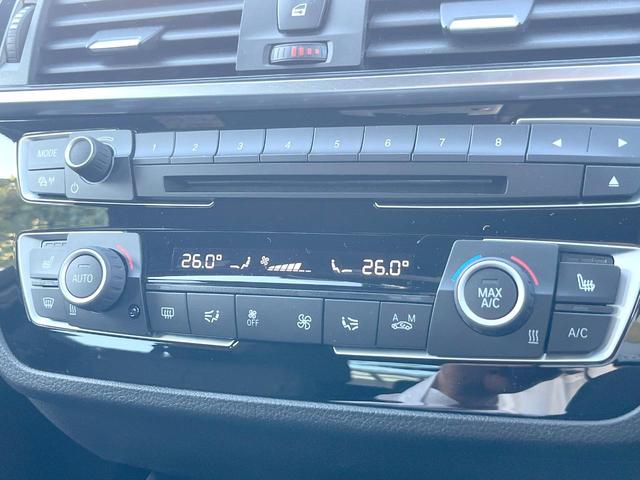 MODE 1 2 3 4 5 6 7 8
26.0° 26.0°
AUTO
MAX A/C
OFF
A M
A/C